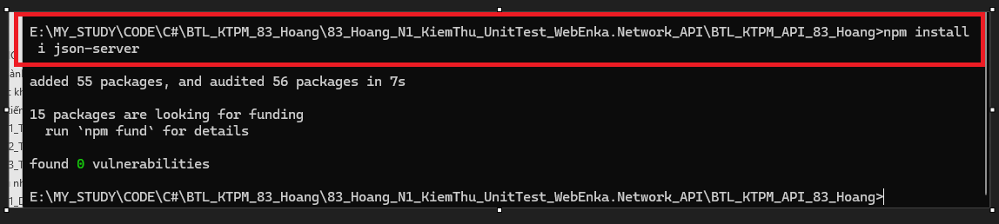 E:\MY_STUDY\CODE\C#\BTL_KTPM_83_Hoang\83_Hoang_N1_KiemThu_UnitTest_WebEnka.Network_API\BTL_KTPM_API_83_Hoang>npm install
i json-server
added 55 packages, and audited 56 packages in 7s
15 packages are looking for funding
run `npm fund` for details
found 0 vulnerabilities
E:\MY_STUDY\CODE\C#\BTL_KTPM_83_Hoang\83_Hoang_N1_KiemThu_UnitTest_WebEnka.Network_API\BTL_KTPM_API_83_Hoang>